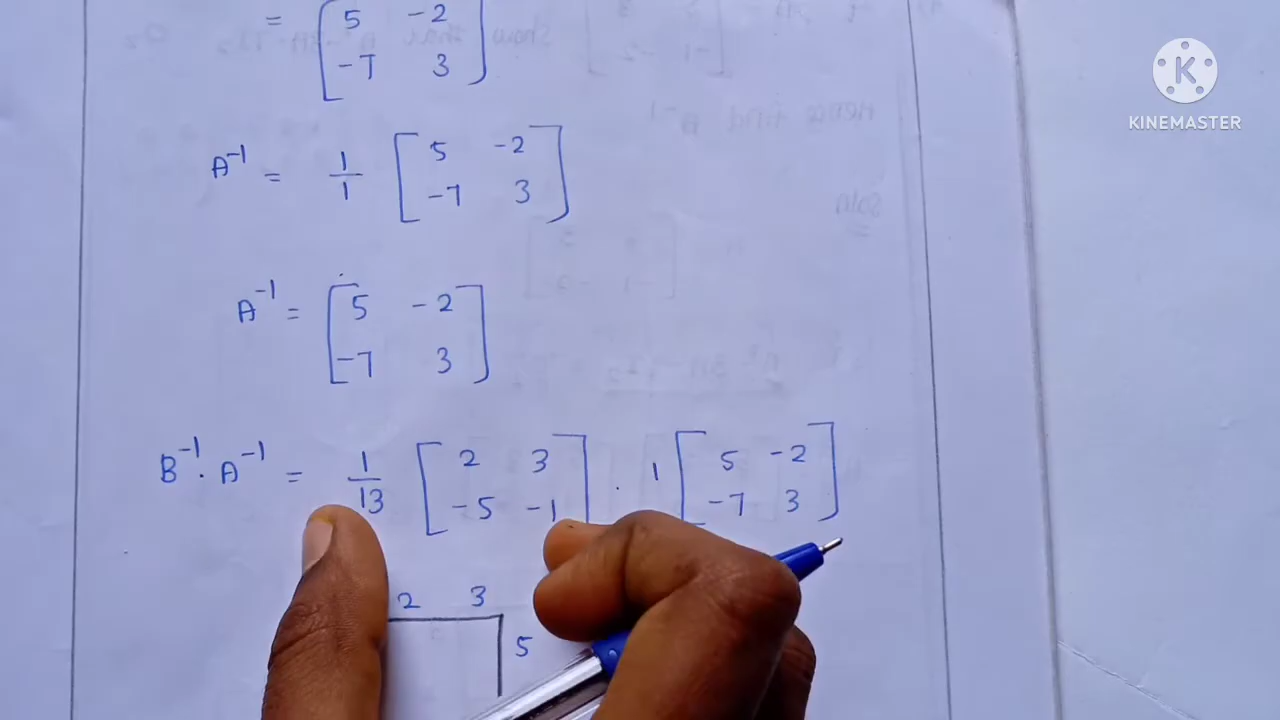 = [ 5 -2
-7 3 ]
A⁻¹ = 1/1 [ 5 -2
-7 3 ]
A⁻¹ = [ 5 -2
-7 3 ]
B⁻¹ . A⁻¹ = 1/13 [ 2 3
-5 -1 ] . 1 [ 5 -2
-7 3 ]
2 3
5
KINEMASTER